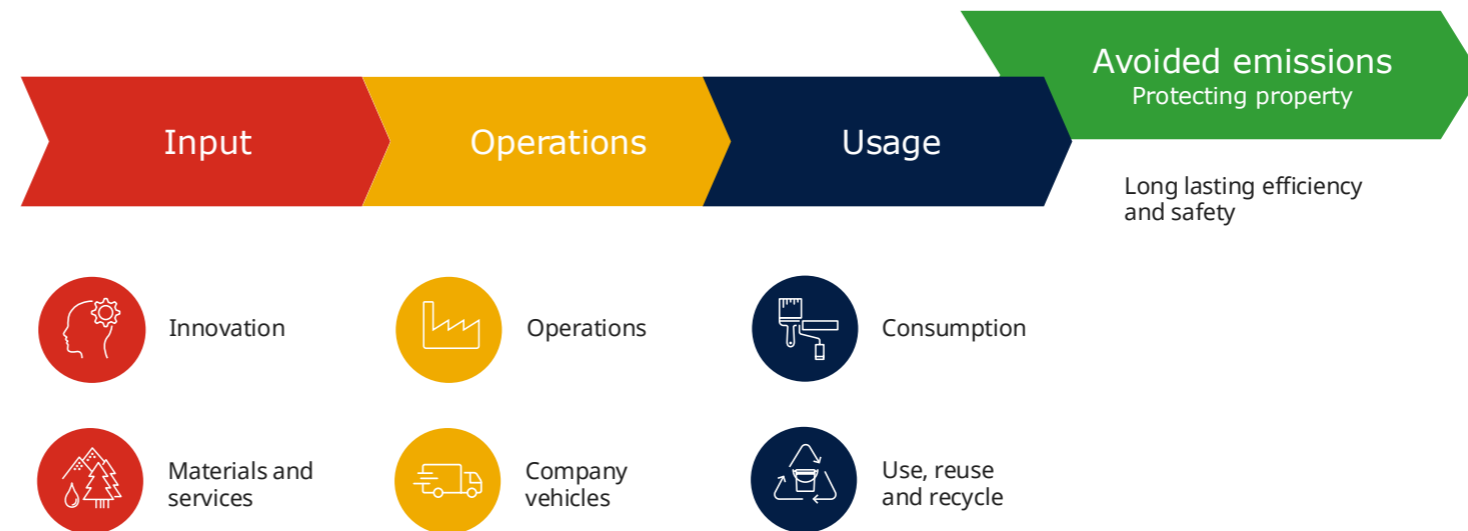 Avoided emissions
Protecting property
Input
Operations
Usage
Long lasting efficiency
and safety
Innovation
Operations
Consumption
Materials and
services
Company
vehicles
Use, reuse
and recycle